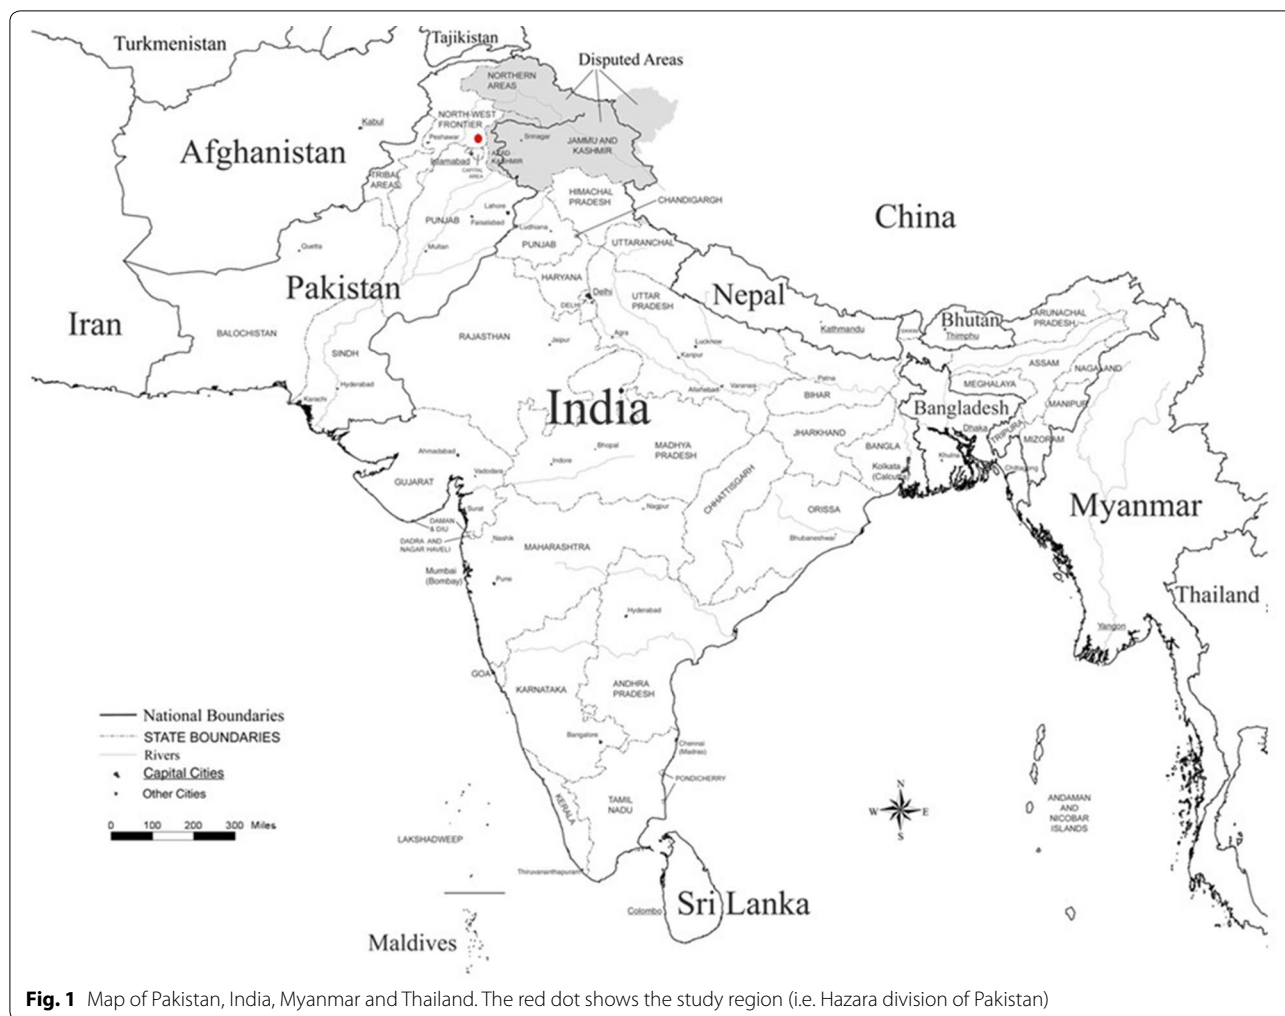 Turkmenistan
Tajikistan
Disputed Areas
NORTHERN
AREAS
Kabul
NORTH-WEST
FRONTIER
Peshawar
Srinagar
JAMMU AND
KASHMIR
Afghanistan
Islamabad
AZAD
KASHMIR
CAPITAL
AREA
TRIBAL
AREAS
HIMACHAL
PRADESH
CHANDIGARGH
China
Lahore
Faisalabad
PUNJAB
Ludhiana
PUNJAB
UTTARANCHAL
Quetta
Multan
HARYANA
Pakistan
DELHI
Delhi
UTTAR
PRADESH
Nepal
Iran
BALOCHISTAN
RAJASTHAN
Agra
Jaipur
Lucknow
Kanpur
Kathmandu
Bhutan
Thimphu
ARUNACHAL
PRADESH
SINDH
Hyderabad
Karachi
ASSAM
NAGALAND
MEGHALAYA
MANIPUR
Allahabad
Varanasi
Patna
BIHAR
India
Bangladesh
Dhaka
TRIPURA
MIZORAM
JHARKHAND
BANGLA
Bhopal
MADHYA
PRADESH
Ahmadabad
Indore
Vadodara
Kolkata
(Calcutta)
Khulna
Chittagong
GUJARAT
CHHATTISGARH
Surat
Nagpur
ORISSA
Myanmar
DAMAN
& DIU
DADRA AND
NAGAR HAVELI
Nashik
MAHARASHTRA
Bhubaneshwar
Mumbai
(Bombay)
Pune
Thailand
Hyderabad
Yangon
GOA
KARNATAKA
ANDHRA
PRADESH
National Boundaries
STATE BOUNDARIES
Rivers
Capital Cities
Other Cities
0 100 200 300 Miles
Bangalore
Chennai
(Madras)
PONDICHERRY
KERALA
TAMIL
NADU
N
W E
S
ANDAMAN
AND
NICOBAR
ISLANDS
LAKSHADWEEP
Thiruvananthapuram
Colombo
Sri Lanka
Maldives
Fig. 1 Map of Pakistan, India, Myanmar and Thailand. The red dot shows the study region (i.e. Hazara division of Pakistan)